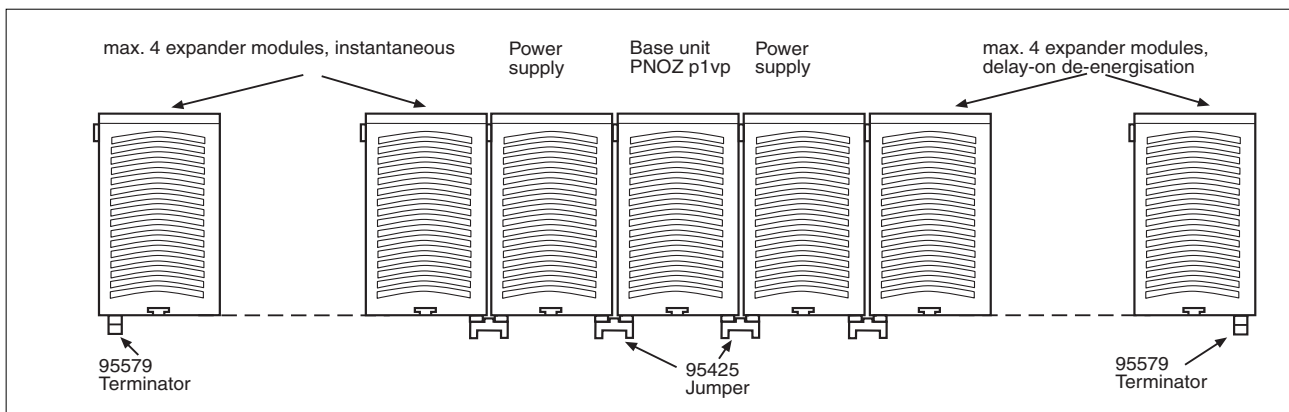 max. 4 expander modules, instantaneous
Power
supply
Base unit
PNOZ p1vp
Power
supply
max. 4 expander modules,
delay-on de-energisation
95579
Terminator
95425
Jumper
95579
Terminator